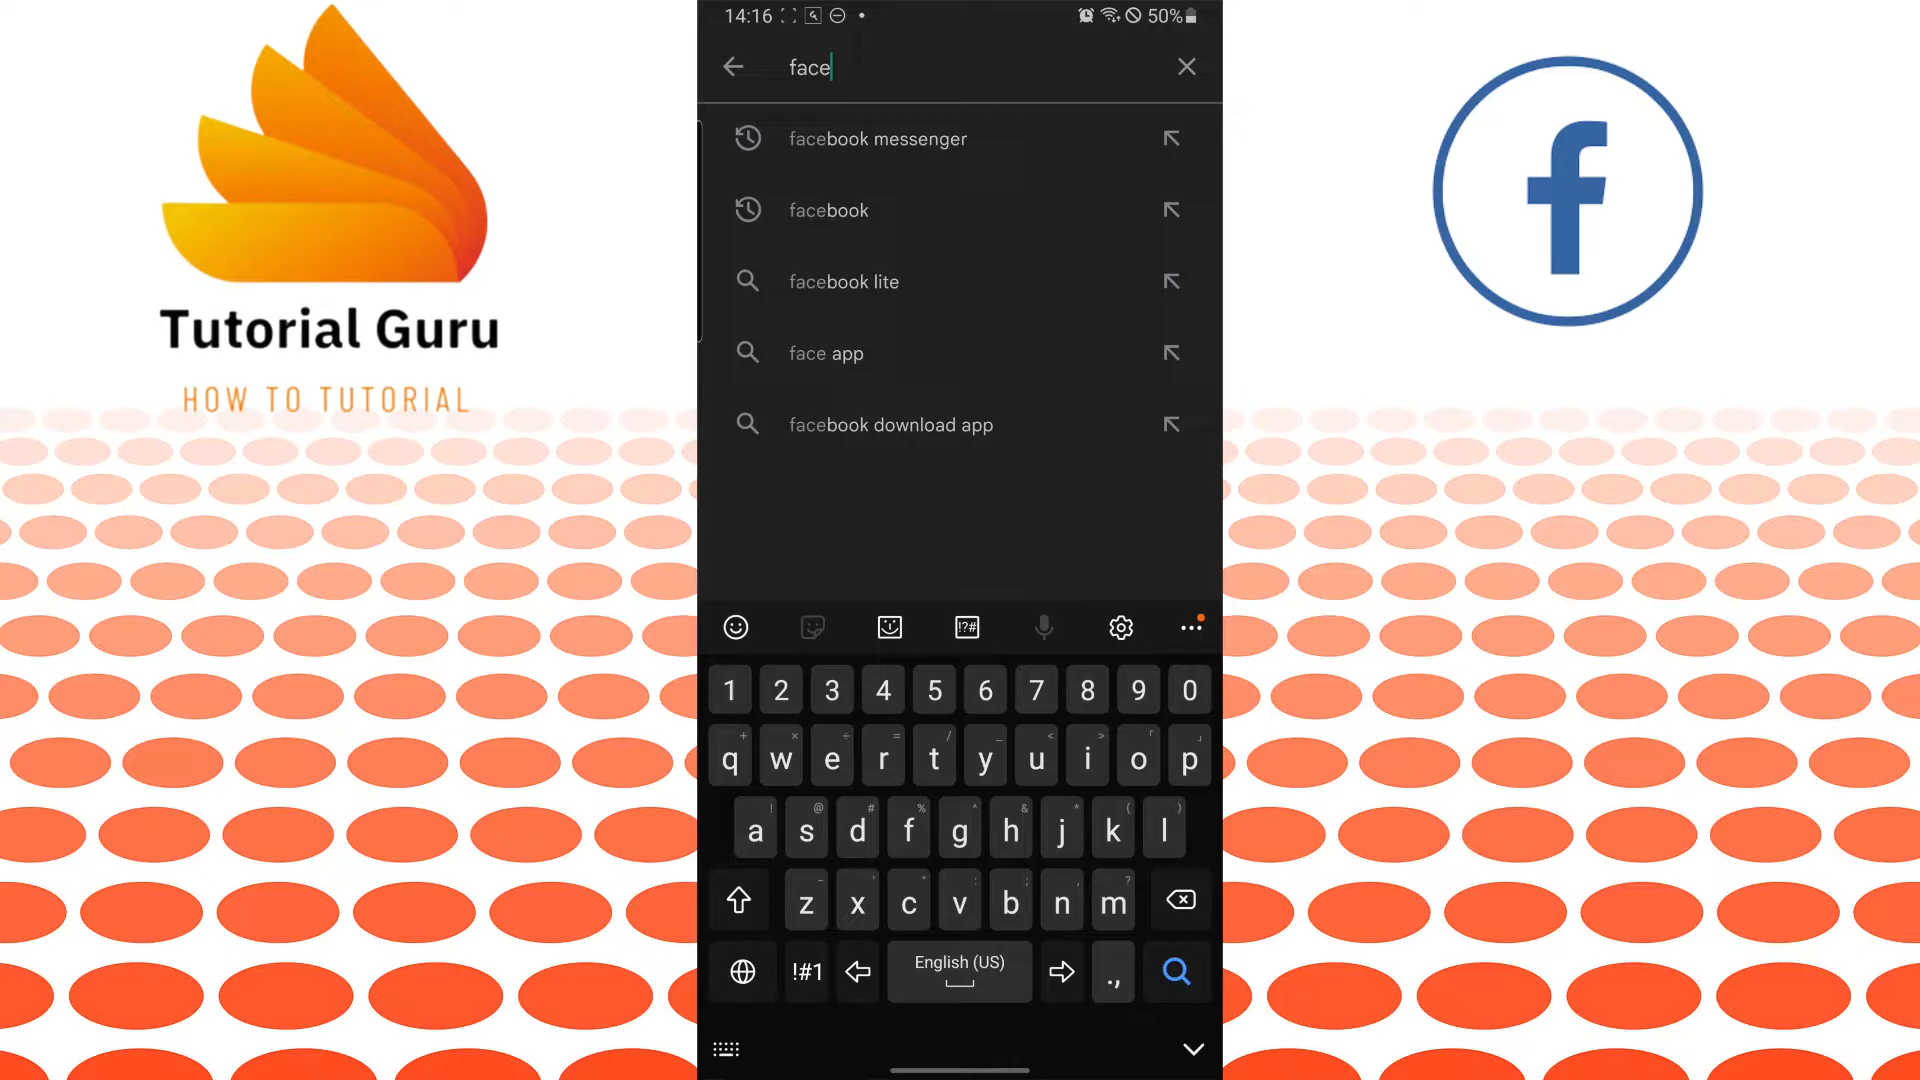 Tutorial Guru
HOW TO TUTORIAL
14:16
50%
face
facebook messenger
facebook
facebook lite
face app
facebook download app
!?#
1 2 3 4 5 6 7 8 9 0
+ × ÷ = / _ < > 
q w e r t y u i o p
! @ # % ^ & * ( )
a s d f g h j k l
- ' " : ; , ?
z x c v b n m
!#1 English (US) .,
f